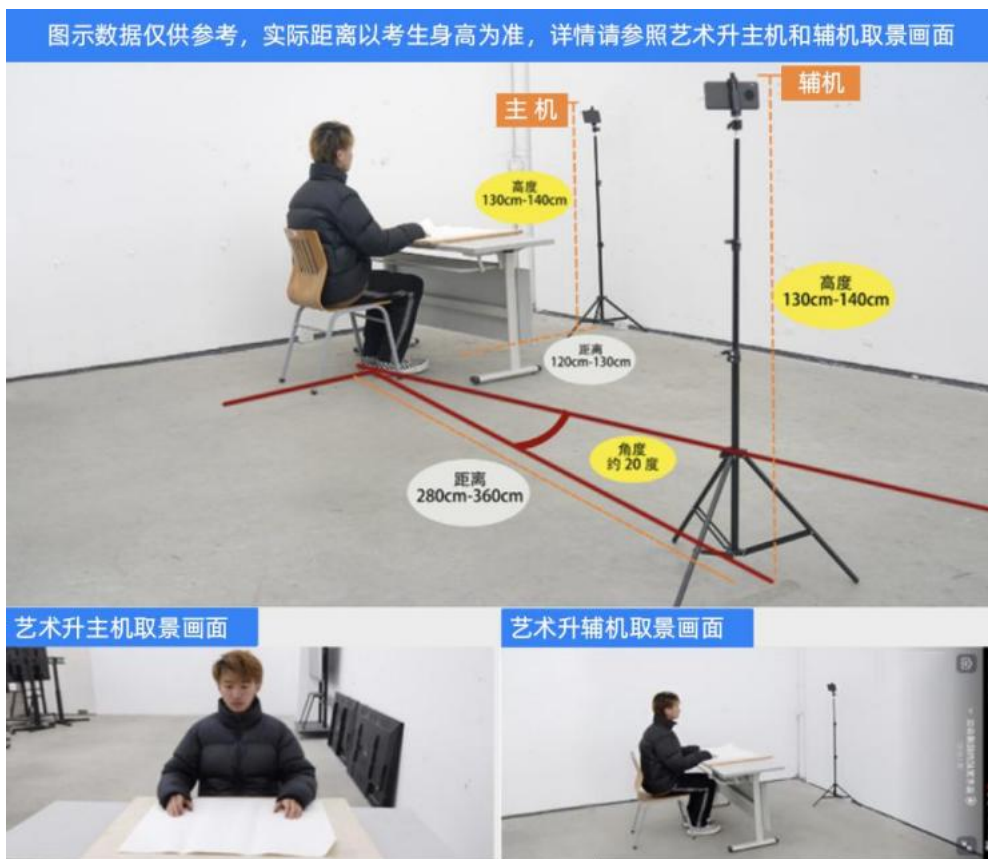 图示数据仅供参考，实际距离以考生身高为准，详情请参照艺术升主机和辅机取景画面
主机
辅机
高度
130cm-140cm
高度
130cm-140cm
距离
120cm-130cm
角度
约 20 度
距离
280cm-360cm
艺术升主机取景画面
艺术升辅机取景画面